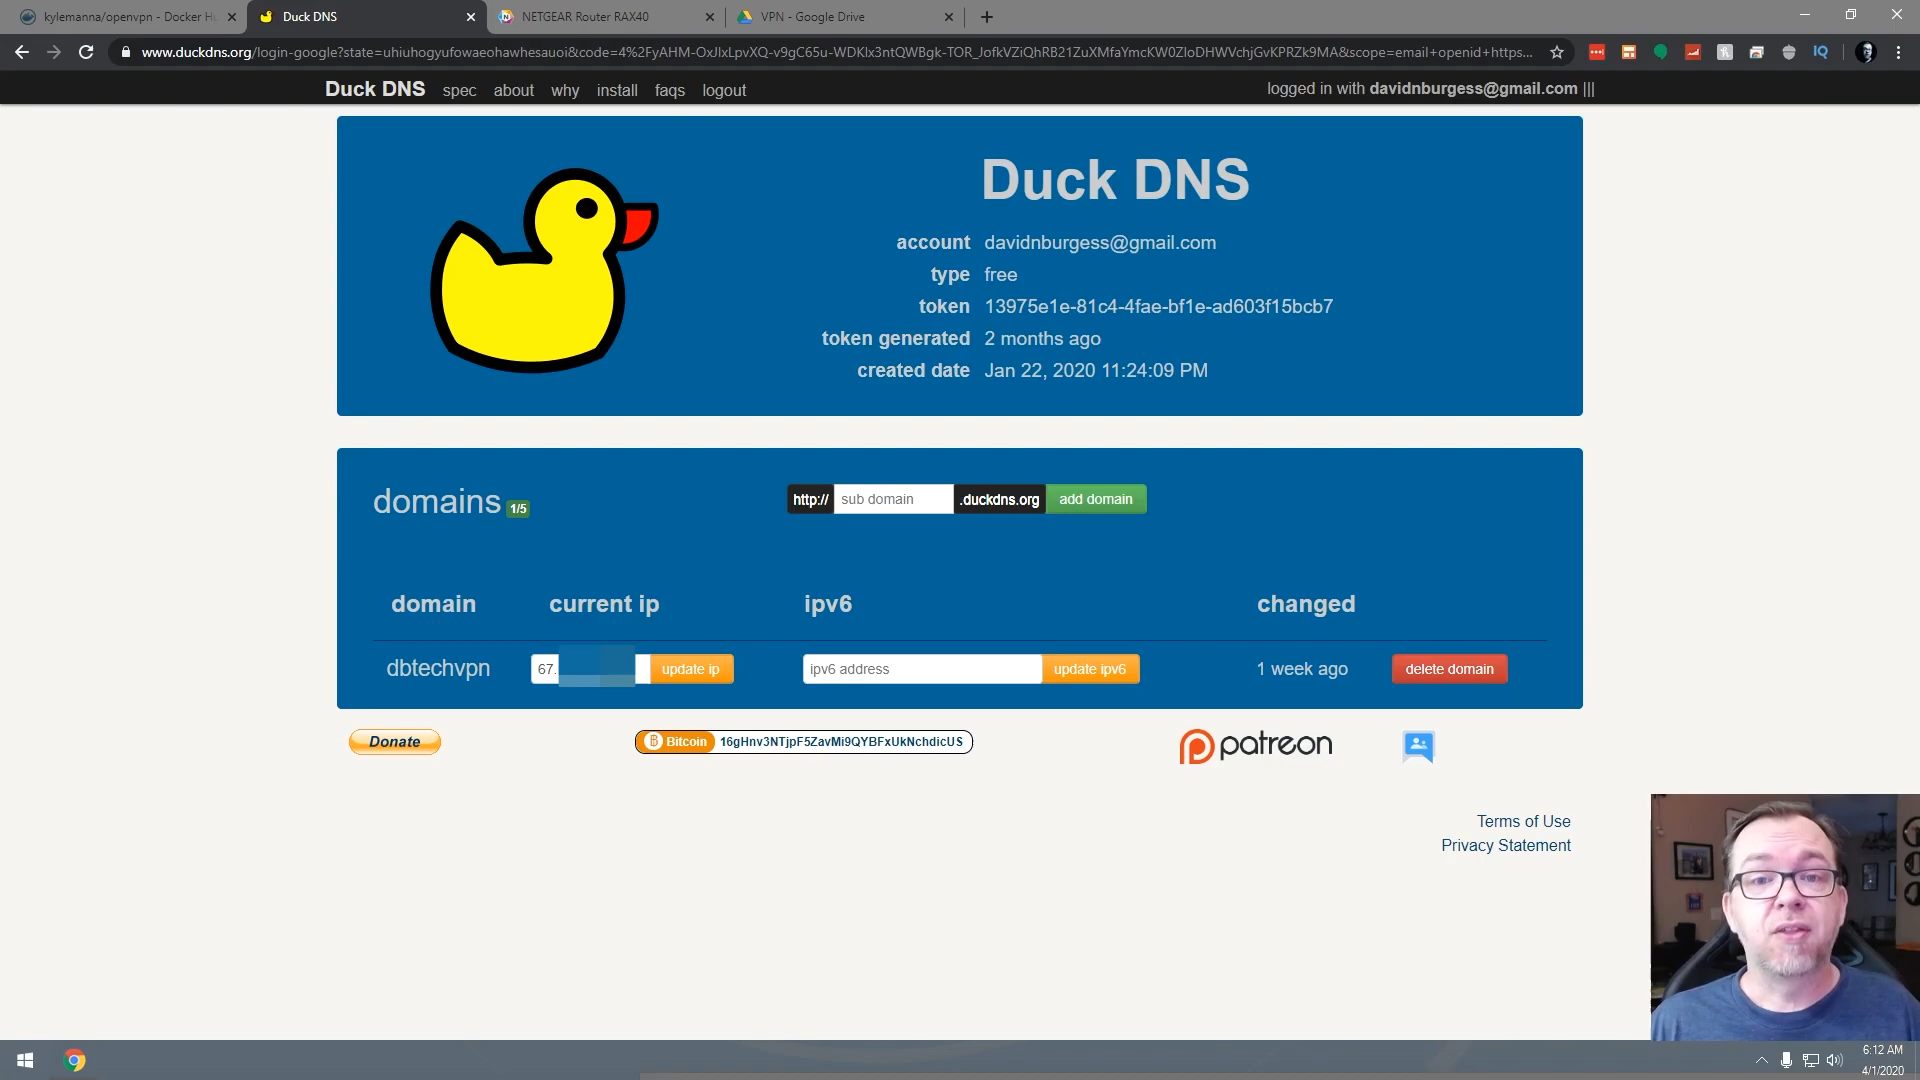 kylemanna/openvpn - Docker Hu
Duck DNS
NETGEAR Router RAX40
VPN - Google Drive
www.duckdns.org/login-google?state=uhiuhogyufowaeohawhesauoi&code=4%2FyAHM-OxJlxLpvXQ-v9gC65u-WDKlx3ntQWBgk-TOR_JofkVZiQhRB21ZuXMfaYmcKW0ZloDHWVchjGvKPRZk9MA&scope=email+openid+https...
Duck DNS spec about why install faqs logout
logged in with davidnburgess@gmail.com |||
Duck DNS
account davidnburgess@gmail.com
type free
token 13975e1e-81c4-4fae-bf1e-ad603f15bcb7
token generated 2 months ago
created date Jan 22, 2020 11:24:09 PM
domains 1/5
http:// sub domain .duckdns.org add domain
domain current ip ipv6 changed
dbtechvpn 67. update ip ipv6 address update ipv6 1 week ago delete domain
Donate
Bitcoin 16gHnv3NTjpF5ZavMi9QYBFxUkNchdicUS
patreon
Terms of Use
Privacy Statement
6:12 AM
4/1/2020